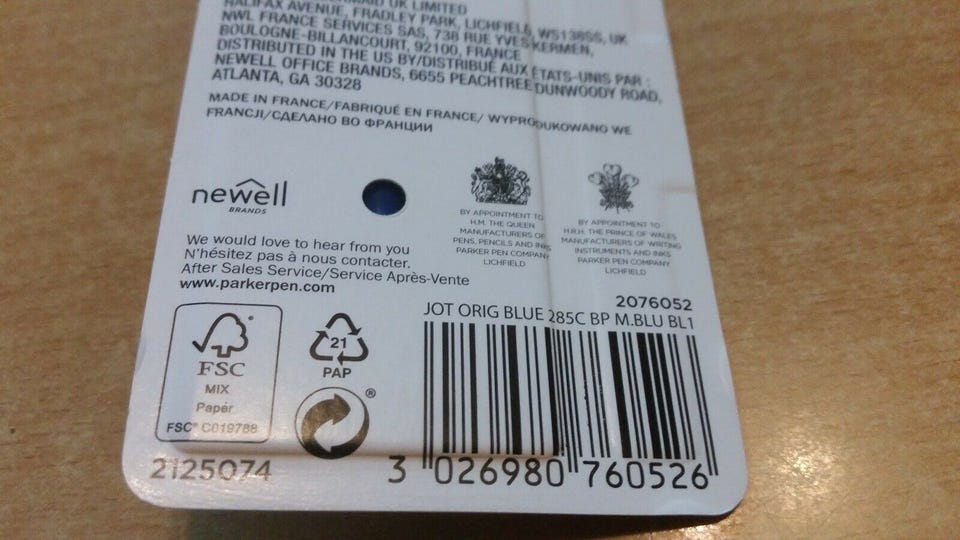 UK LIMITED
HALIFAX AVENUE, FRADLEY PARK, LICHFIELD, WS138SS, UK
NWL FRANCE SERVICES SAS, 738 RUE YVES KERMEN,
BOULOGNE-BILLANCOURT, 92100, FRANCE
DISTRIBUTED IN THE US BY/DISTRIBUÉ AUX ÉTATS-UNIS PAR :
NEWELL OFFICE BRANDS, 6655 PEACHTREE DUNWOODY ROAD,
ATLANTA, GA 30328
MADE IN FRANCE/FABRIQUÉ EN FRANCE/ WYPRODUKOWANO WE
FRANCJI/СДЕЛАНО ВО ФРАНЦИИ
newell
BRANDS
BY APPOINTMENT TO
H.M. THE QUEEN
MANUFACTURERS OF
PENS, PENCILS AND INKS
PARKER PEN COMPANY
LICHFIELD
BY APPOINTMENT TO
H.R.H. THE PRINCE OF WALES
MANUFACTURERS OF WRITING
INSTRUMENTS AND INKS
PARKER PEN COMPANY
LICHFIELD
We would love to hear from you
N'hésitez pas à nous contacter.
After Sales Service/Service Après-Vente
www.parkerpen.com
2076052
JOT ORIG BLUE 285C BP M.BLU BL1
FSC
MIX
Paper
FSC® C019788
21
PAP
®
2125074
3 026980 760526